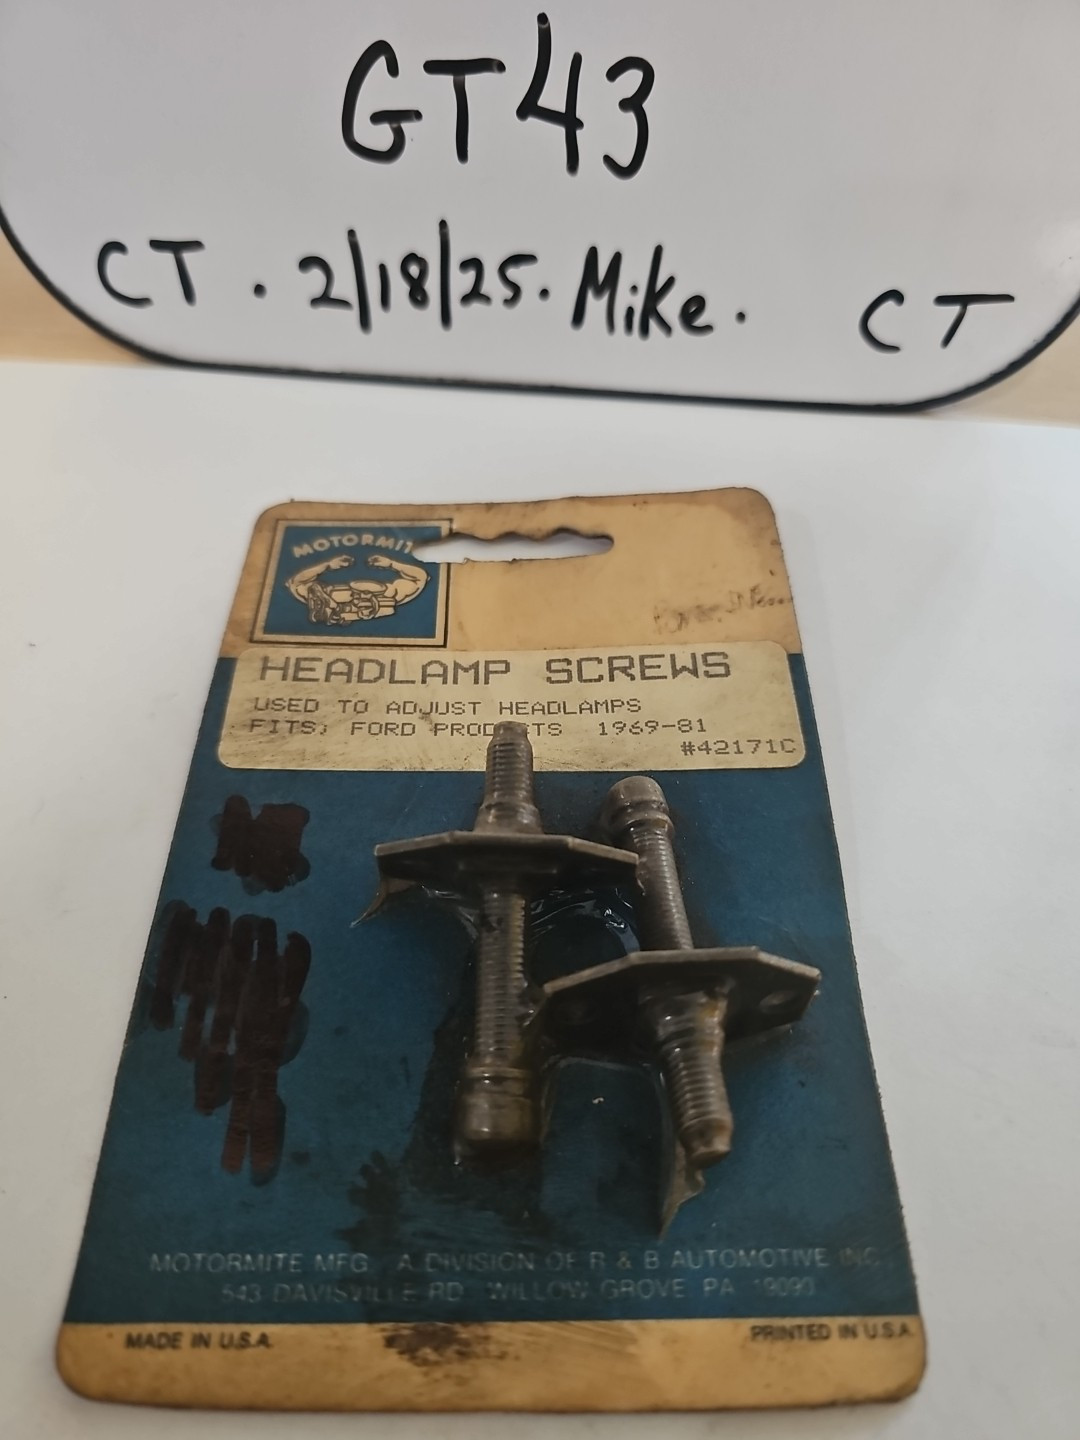 GT43
CT . 2/18/25. Mike. CT
MOTORMIT
HEADLAMP SCREWS
USED TO ADJUST HEADLAMPS
FITS; FORD PRODUCTS 1969-81
#42171C
MOTORMITE MFG. A DIVISION OF R & B AUTOMOTIVE INC.
543 DAVISVILLE RD. WILLOW GROVE PA 19090
MADE IN U.S.A.
PRINTED IN U.S.A.